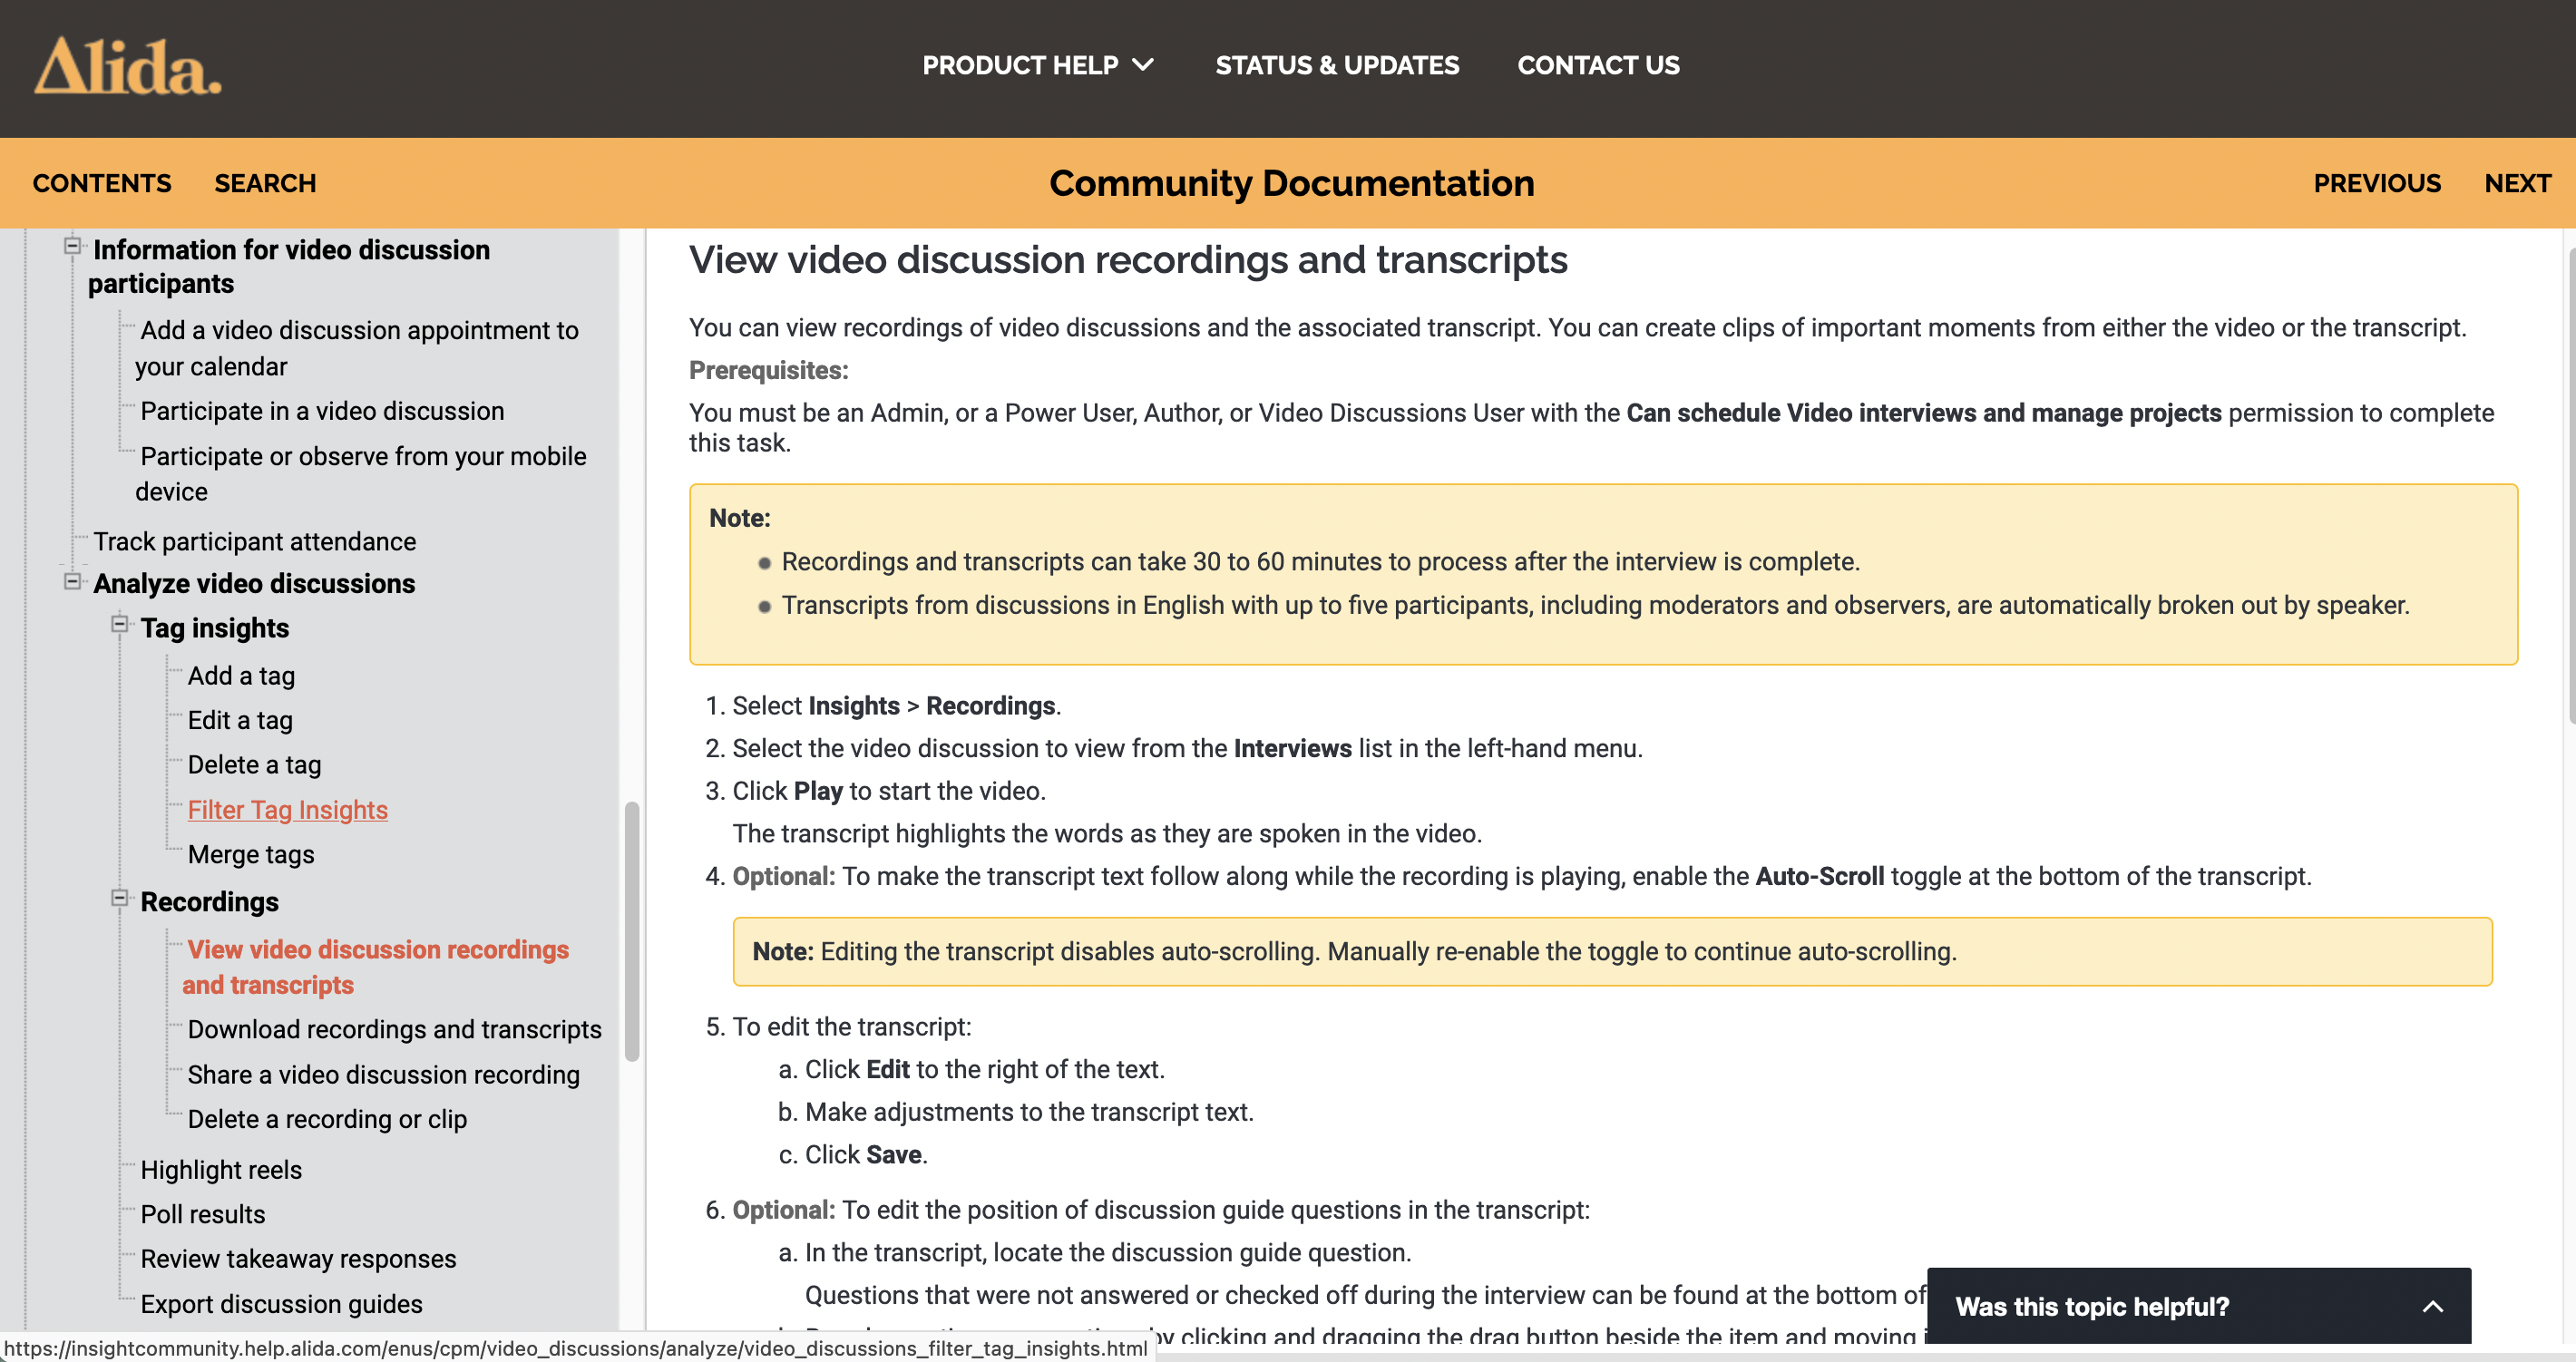 Alida.
PRODUCT HELP
STATUS & UPDATES
CONTACT US
CONTENTS
SEARCH
Community Documentation
PREVIOUS
NEXT
Information for video discussion
participants
Add a video discussion appointment to
your calendar
Participate in a video discussion
Participate or observe from your mobile
device
Track participant attendance
Analyze video discussions
Tag insights
Add a tag
Edit a tag
Delete a tag
Filter Tag Insights
Merge tags
Recordings
View video discussion recordings
and transcripts
Download recordings and transcripts
Share a video discussion recording
Delete a recording or clip
Highlight reels
Poll results
Review takeaway responses
Export discussion guides
https://insightcommunity.help.alida.com/enus/cpm/video_discussions/analyze/video_discussions_filter_tag_insights.html
View video discussion recordings and transcripts
You can view recordings of video discussions and the associated transcript. You can create clips of important moments from either the video or the transcript.
Prerequisites:
You must be an Admin, or a Power User, Author, or Video Discussions User with the Can schedule Video interviews and manage projects permission to complete
this task.
Note:
Recordings and transcripts can take 30 to 60 minutes to process after the interview is complete.
Transcripts from discussions in English with up to five participants, including moderators and observers, are automatically broken out by speaker.
1. Select Insights > Recordings.
2. Select the video discussion to view from the Interviews list in the left-hand menu.
3. Click Play to start the video.
The transcript highlights the words as they are spoken in the video.
4. Optional: To make the transcript text follow along while the recording is playing, enable the Auto-Scroll toggle at the bottom of the transcript.
Note: Editing the transcript disables auto-scrolling. Manually re-enable the toggle to continue auto-scrolling.
5. To edit the transcript:
a. Click Edit to the right of the text.
b. Make adjustments to the transcript text.
c. Click Save.
6. Optional: To edit the position of discussion guide questions in the transcript:
a. In the transcript, locate the discussion guide question.
Questions that were not answered or checked off during the interview can be found at the bottom of
by clicking and dragging the drag button beside the item and moving
Was this topic helpful?